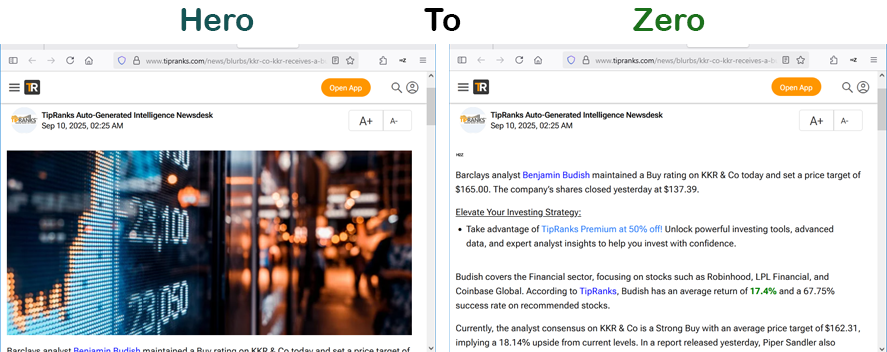 Hero To Zero
www.tipranks.com/news/blurbs/kkr-co-kkr-receives-a-b
HZ
TR
Open App
TipRanks Auto-Generated Intelligence Newsdesk
Sep 10, 2025, 02:25 AM
A+ A-
TIPRANKS
23,100
23,050
Barclays analyst Benjamin Budish maintained a Buy rating on KKR & Co today and set a price target of
www.tipranks.com/news/blurbs/kkr-co-kkr-receives-a-b
HZ
TR
Open App
TipRanks Auto-Generated Intelligence Newsdesk
Sep 10, 2025, 02:25 AM
A+ A-
TIPRANKS
H2Z
Barclays analyst Benjamin Budish maintained a Buy rating on KKR & Co today and set a price target of
$165.00. The company's shares closed yesterday at $137.39.
Elevate Your Investing Strategy:
• Take advantage of TipRanks Premium at 50% off! Unlock powerful investing tools, advanced
data, and expert analyst insights to help you invest with confidence.
Budish covers the Financial sector, focusing on stocks such as Robinhood, LPL Financial, and
Coinbase Global. According to TipRanks, Budish has an average return of 17.4% and a 67.75%
success rate on recommended stocks.
Currently, the analyst consensus on KKR & Co is a Strong Buy with an average price target of $162.31,
implying a 18.14% upside from current levels. In a report released yesterday, Piper Sandler also